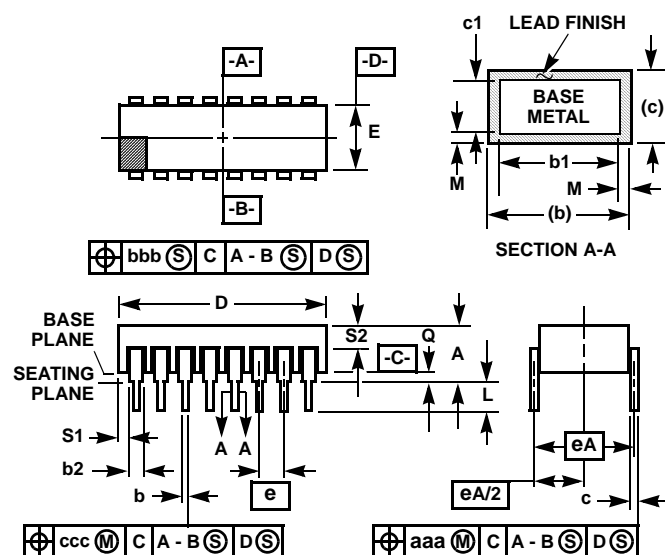 -A-
-D-
E
-B-
bbb Ⓢ C A - B Ⓢ D Ⓢ
c1
LEAD FINISH
BASE
METAL
(c)
M
b1
M
(b)
SECTION A-A
D
BASE
PLANE
SEATING
PLANE
S2
Q
-C-
A
L
S1
b2
b
A
A
e
eA
eA/2
c
ccc Ⓜ C A - B Ⓢ D Ⓢ
aaa Ⓜ C A - B Ⓢ D Ⓢ